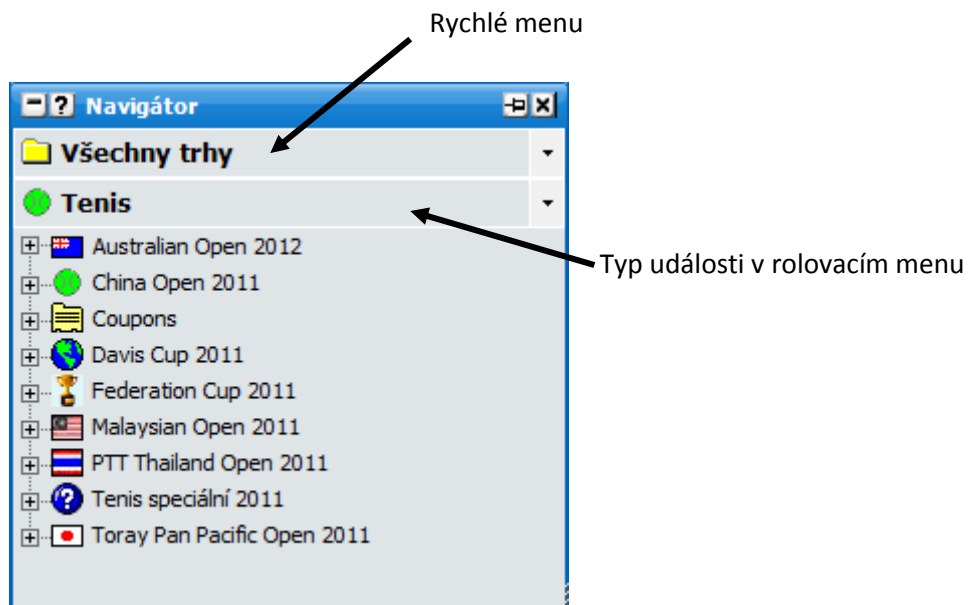 Rychlé menu
Navigátor
Všechny trhy
Tenis
Australian Open 2012
China Open 2011
Typ události v rolovacím menu
Coupons
Davis Cup 2011
Federation Cup 2011
Malaysian Open 2011
PTT Thailand Open 2011
Tenis speciální 2011
Toray Pan Pacific Open 2011